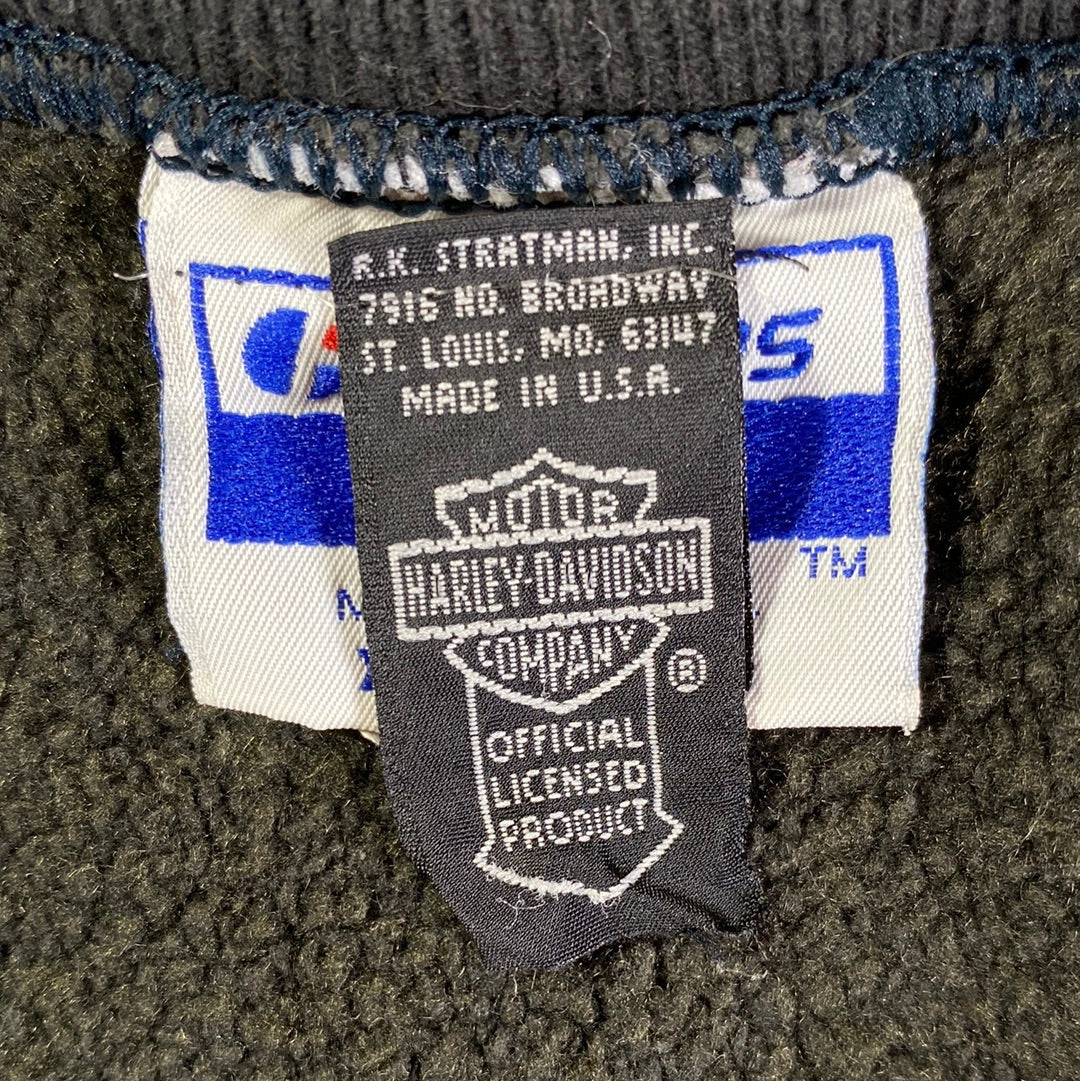 R.K. STRATMAN, INC.
7916 NO. BROADWAY
ST. LOUIS, MO. 63147
MADE IN U.S.A.
MOTOR
HARLEY-DAVIDSON
COMPANY
®
OFFICIAL
LICENSED
PRODUCT
TM